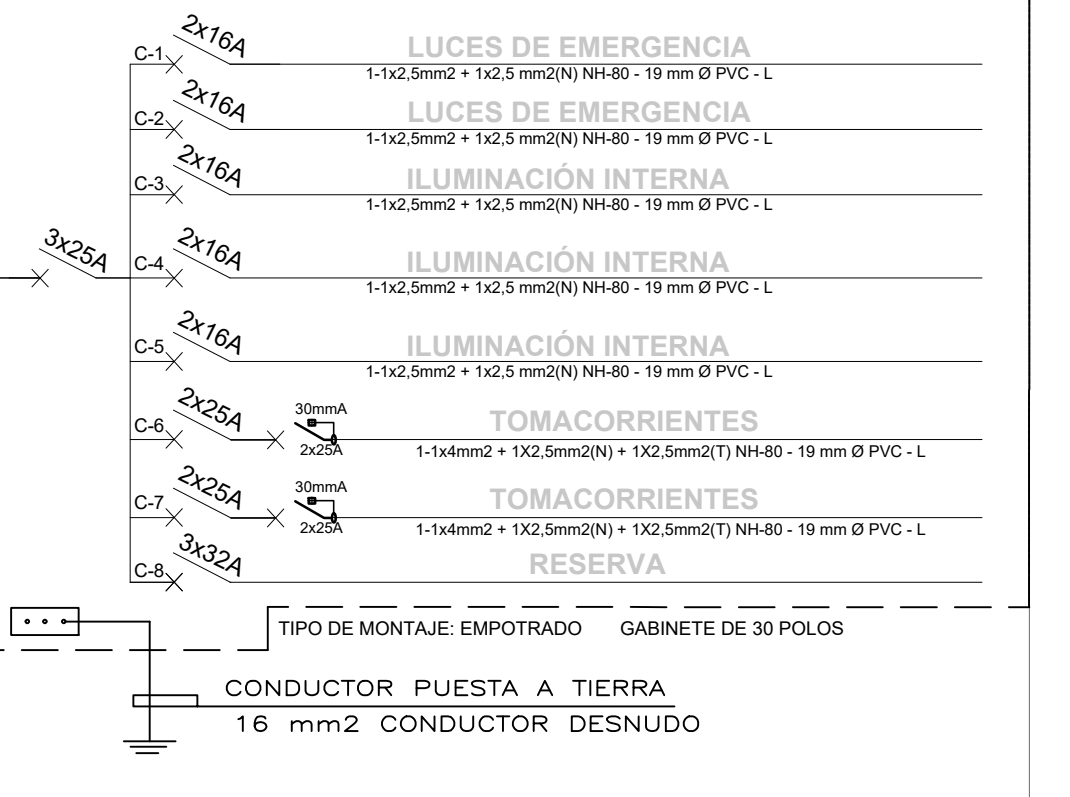 2x16A
C-1
LUCES DE EMERGENCIA
1-1x2,5mm2 + 1x2,5 mm2(N) NH-80 - 19 mm Ø PVC - L
2x16A
C-2
LUCES DE EMERGENCIA
1-1x2,5mm2 + 1x2,5 mm2(N) NH-80 - 19 mm Ø PVC - L
2x16A
C-3
ILUMINACIÓN INTERNA
1-1x2,5mm2 + 1x2,5 mm2(N) NH-80 - 19 mm Ø PVC - L
3x25A
2x16A
C-4
ILUMINACIÓN INTERNA
1-1x2,5mm2 + 1x2,5 mm2(N) NH-80 - 19 mm Ø PVC - L
2x16A
C-5
ILUMINACIÓN INTERNA
1-1x2,5mm2 + 1x2,5 mm2(N) NH-80 - 19 mm Ø PVC - L
2x25A
C-6
30mmA
2x25A
TOMACORRIENTES
1-1x4mm2 + 1X2,5mm2(N) + 1X2,5mm2(T) NH-80 - 19 mm Ø PVC - L
2x25A
C-7
30mmA
2x25A
TOMACORRIENTES
1-1x4mm2 + 1X2,5mm2(N) + 1X2,5mm2(T) NH-80 - 19 mm Ø PVC - L
3x32A
C-8
RESERVA
TIPO DE MONTAJE: EMPOTRADO GABINETE DE 30 POLOS
CONDUCTOR PUESTA A TIERRA
16 mm2 CONDUCTOR DESNUDO